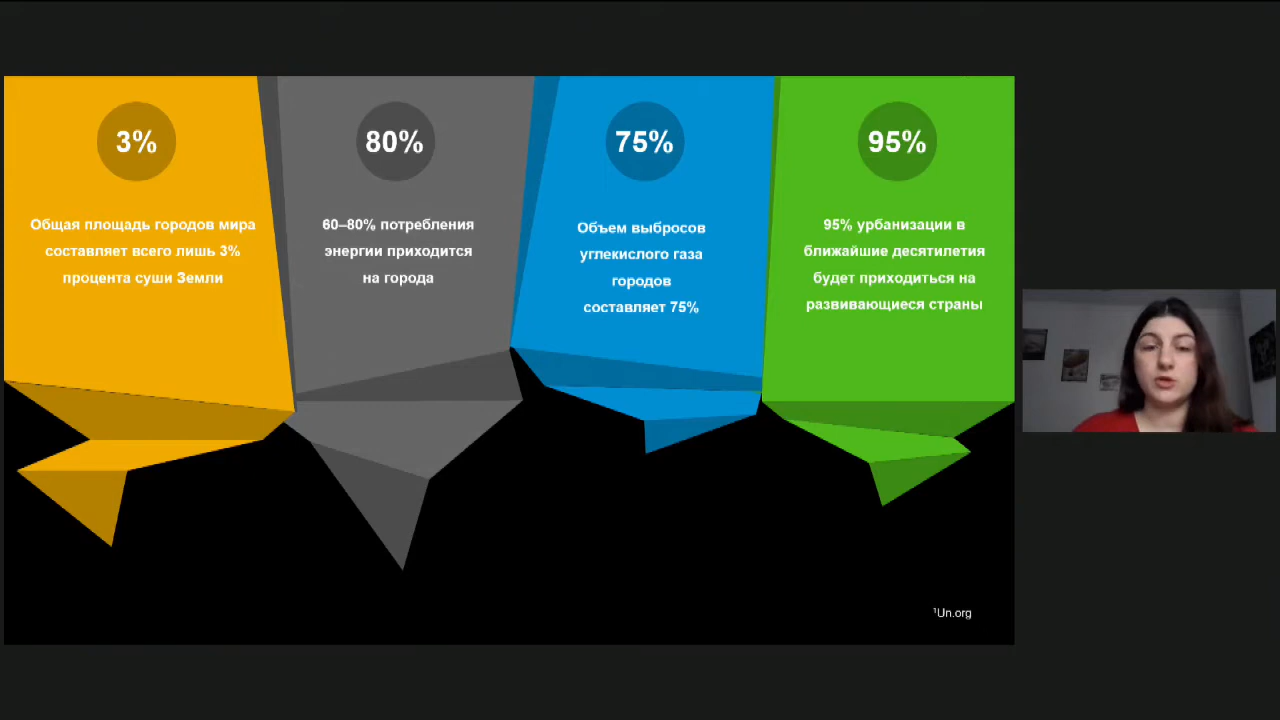 3%
Общая площадь городов мира
составляет всего лишь 3%
процента суши Земли
80%
60–80% потребления
энергии приходится
на города
75%
Объем выбросов
углекислого газа
городов
составляет 75%
95%
95% урбанизации в
ближайшие десятилетия
будет приходиться на
развивающиеся страны
¹Un.org